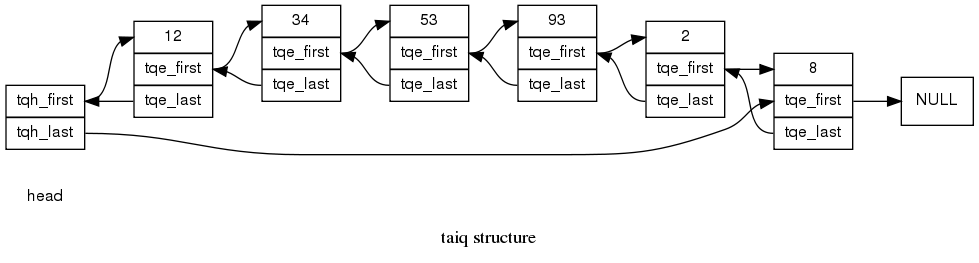 tqh_first
tqh_last
head
12
tqe_first
tqe_last
34
tqe_first
tqe_last
53
tqe_first
tqe_last
93
tqe_first
tqe_last
2
tqe_first
tqe_last
8
tqe_first
tqe_last
NULL
taiq structure